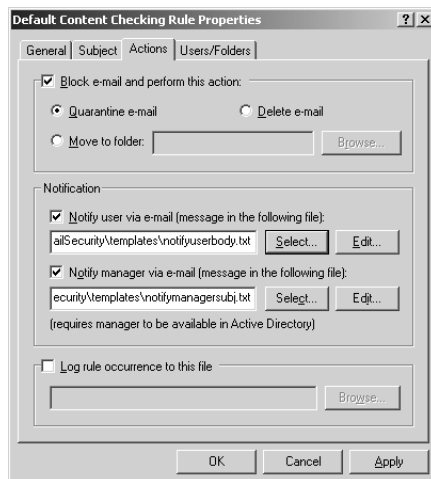 Default Content Checking Rule Properties
General Subject Actions Users/Folders
Block e-mail and perform this action:
Quarantine e-mail Delete e-mail
Move to folder: Browse...
Notification
Notify user via e-mail (message in the following file):
ailSecurity\templates\notifyuserbody.txt Select... Edit...
Notify manager via e-mail (message in the following file):
ecurity\templates\notifymanagersubj.txt Select... Edit...
(requires manager to be available in Active Directory)
Log rule occurrence to this file
Browse...
OK Cancel Apply